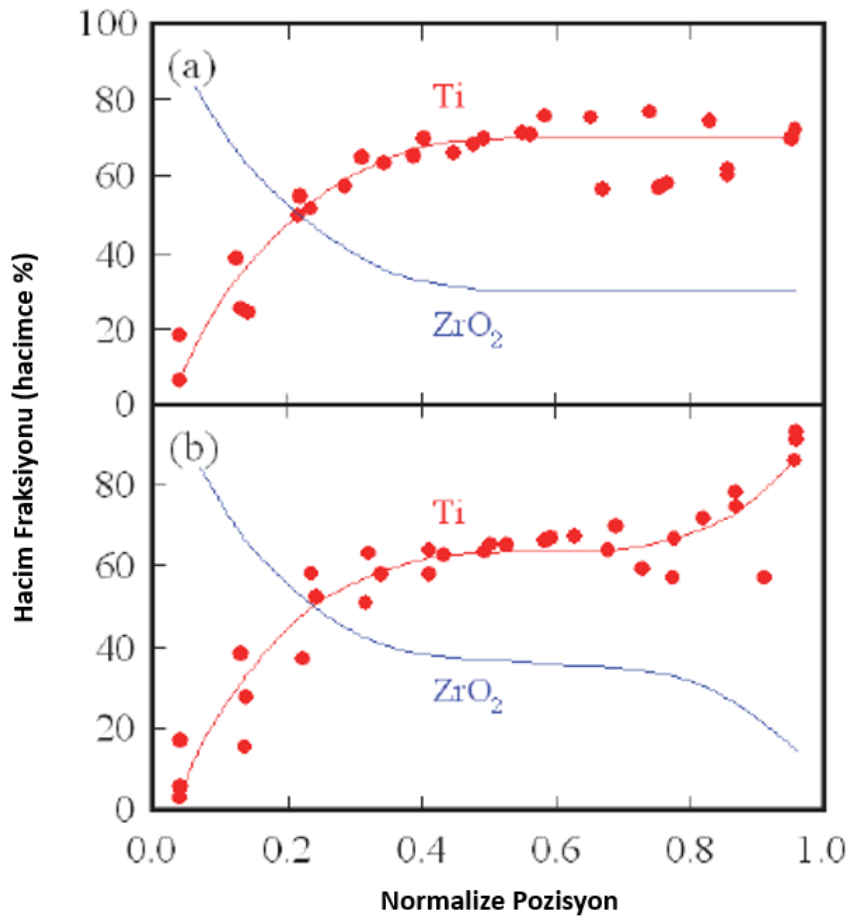 Hacim Fraksiyonu (hacimce %)
100
80
60
40
20
0
(a)
Ti
ZrO₂
80
60
40
20
0
(b)
Ti
ZrO₂
0.0 0.2 0.4 0.6 0.8 1.0
Normalize Pozisyon